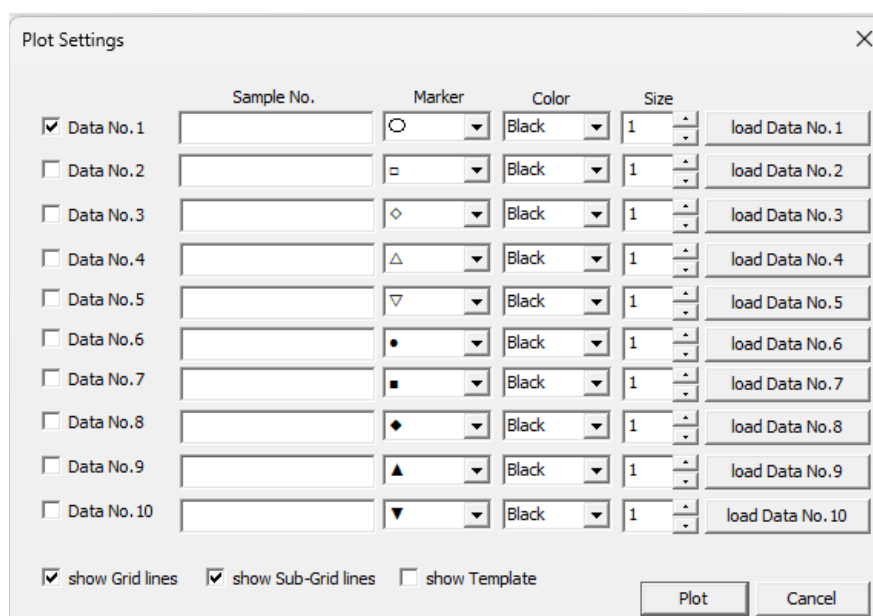 Plot Settings
Sample No. Marker Color Size
Data No.1 Black 1 load Data No.1
Data No.2 Black 1 load Data No.2
Data No.3 Black 1 load Data No.3
Data No.4 Black 1 load Data No.4
Data No.5 Black 1 load Data No.5
Data No.6 Black 1 load Data No.6
Data No.7 Black 1 load Data No.7
Data No.8 Black 1 load Data No.8
Data No.9 Black 1 load Data No.9
Data No.10 Black 1 load Data No.10
show Grid lines show Sub-Grid lines show Template
Plot Cancel